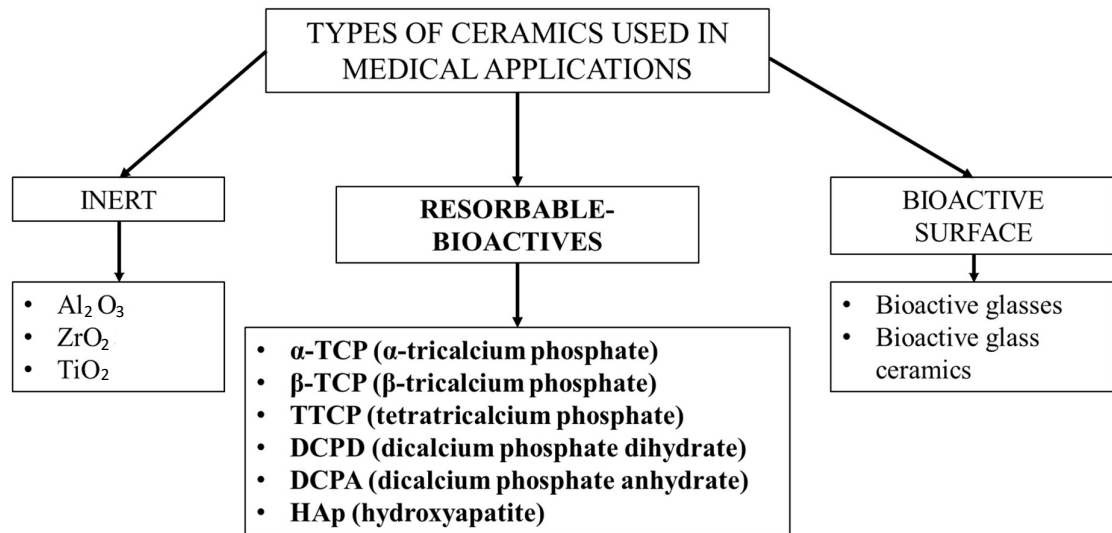 TYPES OF CERAMICS USED IN
MEDICAL APPLICATIONS
INERT
• Al₂O₃
• ZrO₂
• TiO₂
RESORBABLE-
BIOACTIVES
• α-TCP (α-tricalcium phosphate)
• β-TCP (β-tricalcium phosphate)
• TTCP (tetratricalcium phosphate)
• DCPD (dicalcium phosphate dihydrate)
• DCPA (dicalcium phosphate anhydrate)
• HAp (hydroxyapatite)
BIOACTIVE
SURFACE
• Bioactive glasses
• Bioactive glass
ceramics